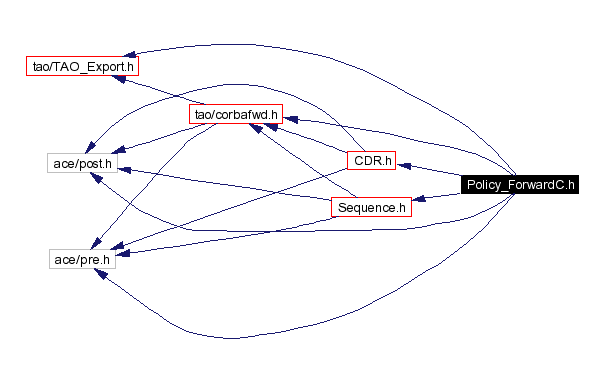 tao/TAO_Export.h
tao/corbafwd.h
ace/post.h
CDR.h
Policy_ForwardC.h
Sequence.h
ace/pre.h